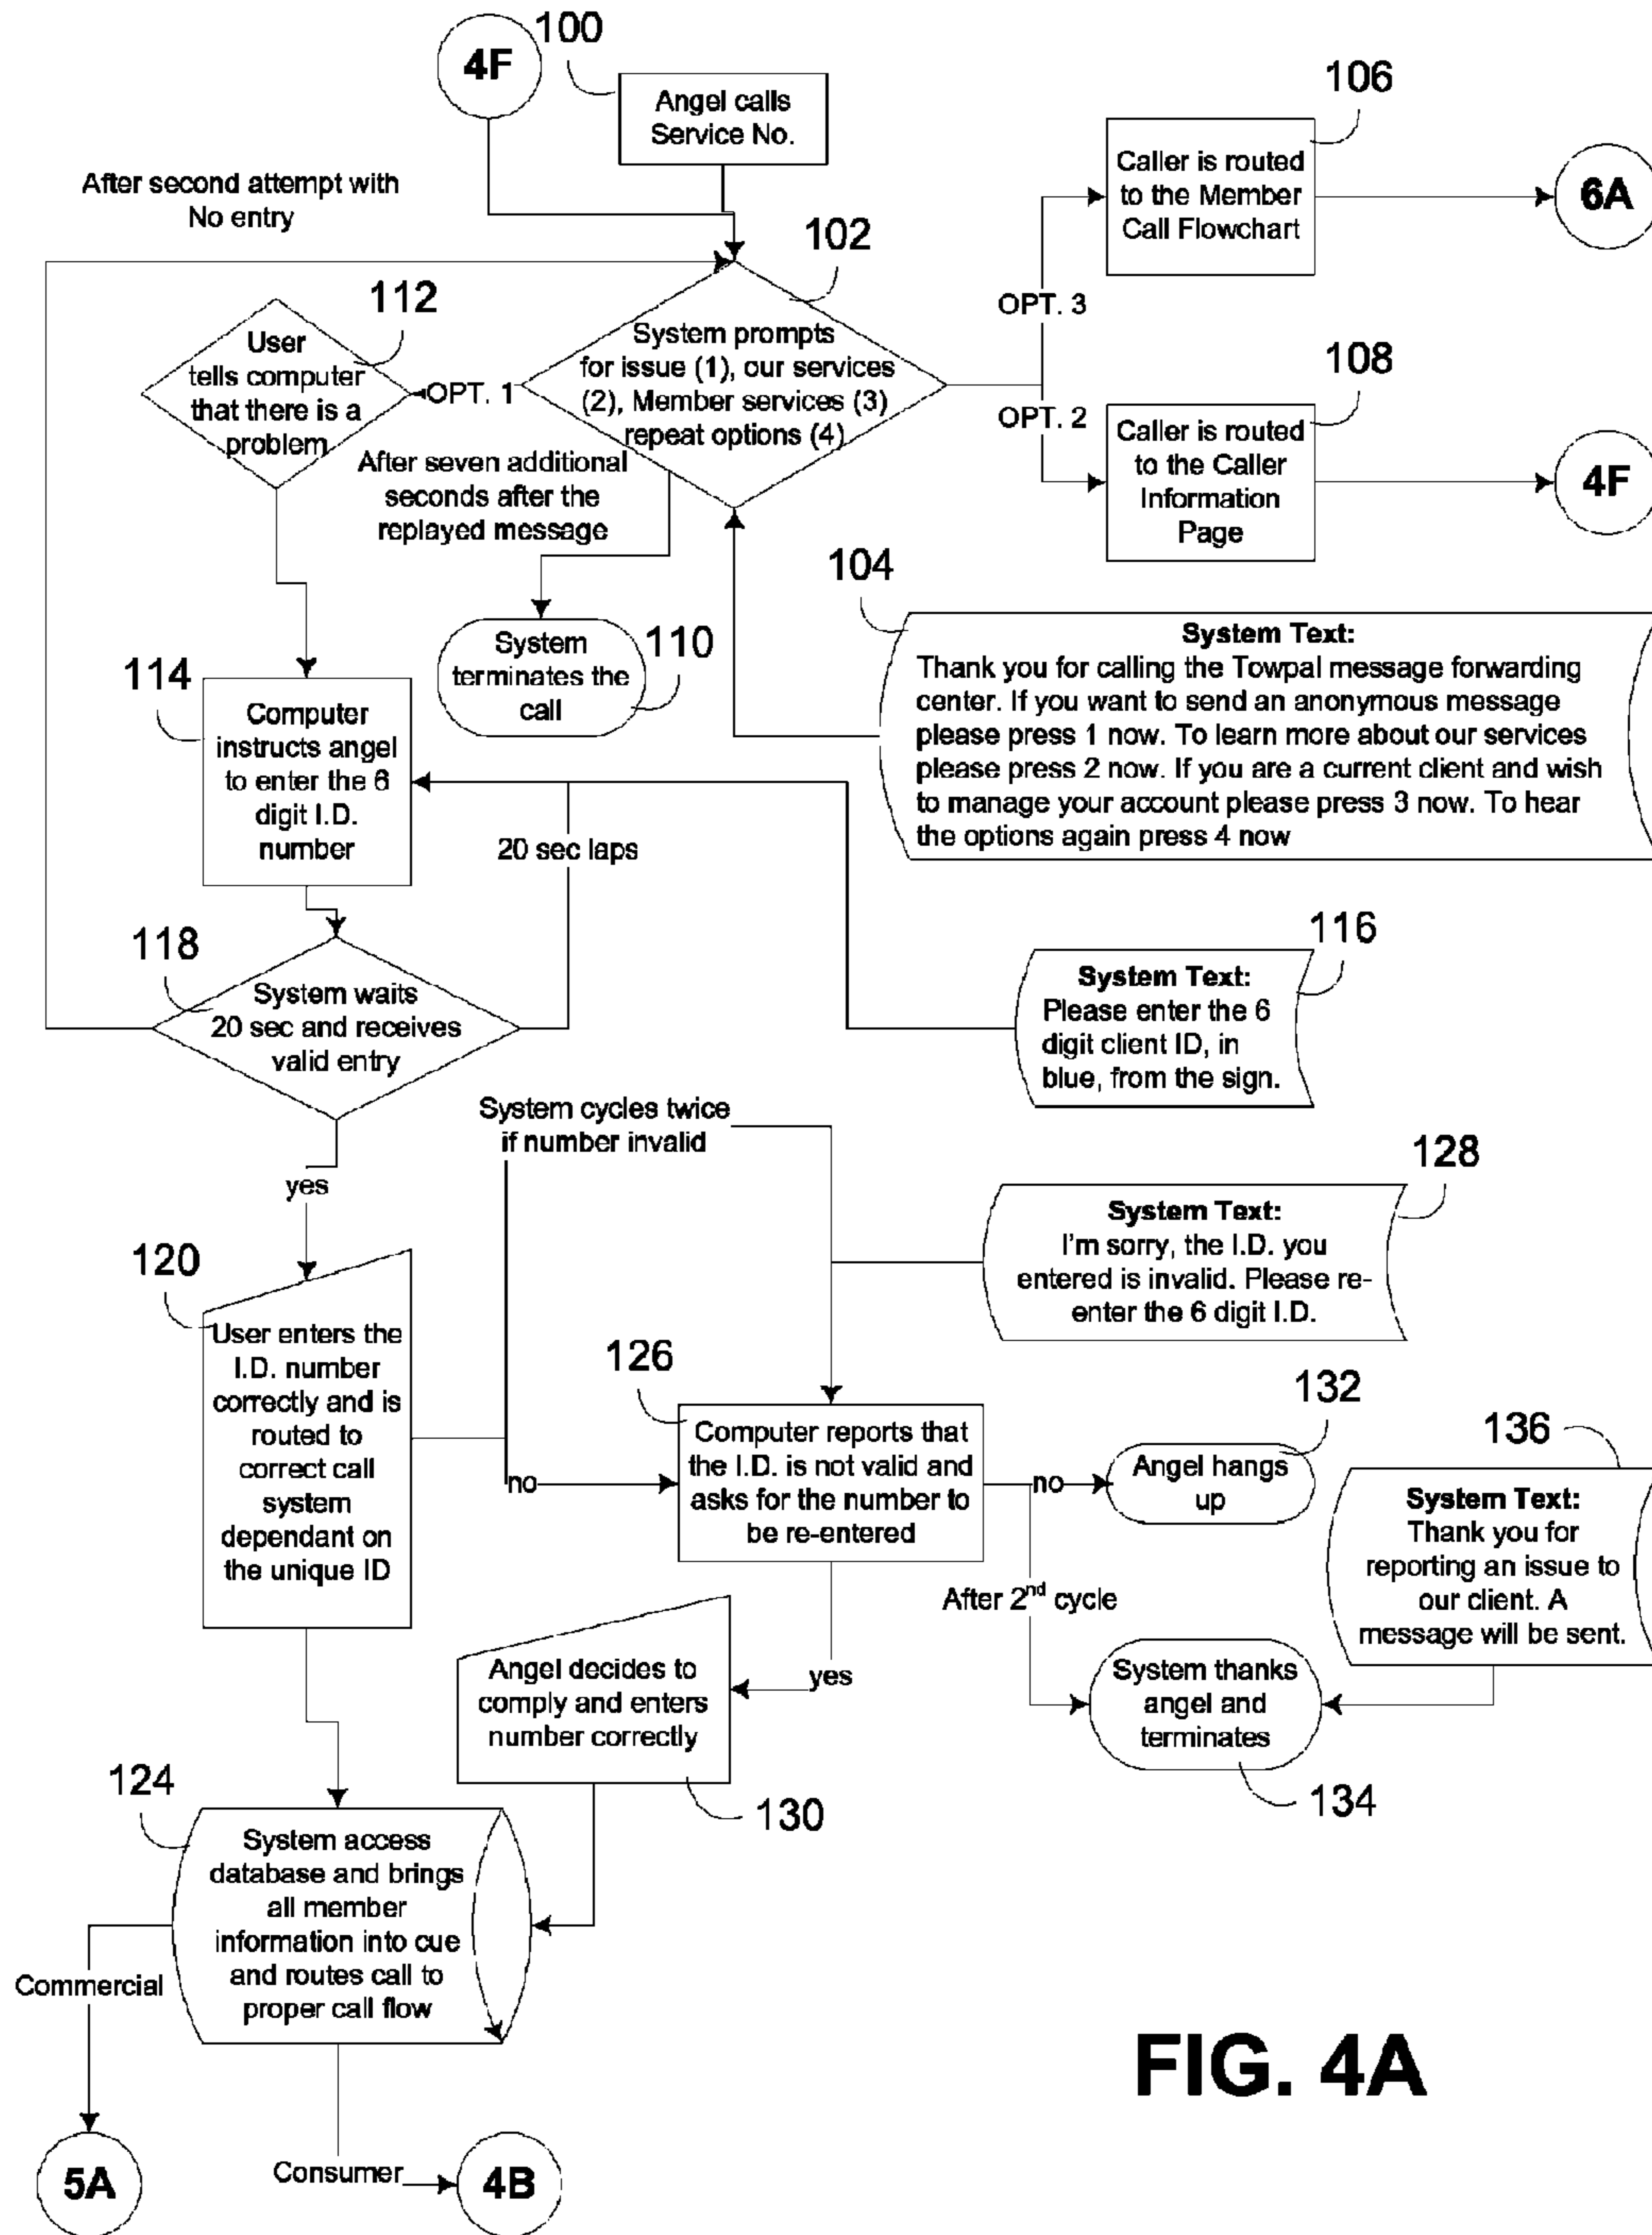 4F
100
Angel calls
Service No.
106
Caller is routed
to the Member
Call Flowchart
6A
After second attempt with
No entry
102
System prompts
for issue (1), our services
(2), Member services (3)
repeat options (4)
OPT. 3
112
User
tells computer
that there is a
problem
OPT. 1
OPT. 2
108
Caller is routed
to the Caller
Information
Page
4F
After seven additional
seconds after the
replayed message
104
System Text:
Thank you for calling the Towpal message forwarding
center. If you want to send an anonymous message
please press 1 now. To learn more about our services
please press 2 now. If you are a current client and wish
to manage your account please press 3 now. To hear
the options again press 4 now
System
terminates the
call
110
114
Computer
instructs angel
to enter the 6
digit I.D.
number
20 sec laps
116
System Text:
Please enter the 6
digit client ID, in
blue, from the sign.
118
System waits
20 sec and receives
valid entry
System cycles twice
if number invalid
yes
128
System Text:
I'm sorry, the I.D. you
entered is invalid. Please re-
enter the 6 digit I.D.
120
User enters the
I.D. number
correctly and is
routed to
correct call
system
dependant on
the unique ID
no
126
Computer reports that
the I.D. is not valid and
asks for the number to
be re-entered
no
132
Angel hangs
up
136
System Text:
Thank you for
reporting an issue to
our client. A
message will be sent.
After 2nd cycle
yes
Angel decides to
comply and enters
number correctly
130
System thanks
angel and
terminates
134
124
System access
database and brings
all member
information into cue
and routes call to
proper call flow
Commercial
5A
Consumer
4B
FIG. 4A